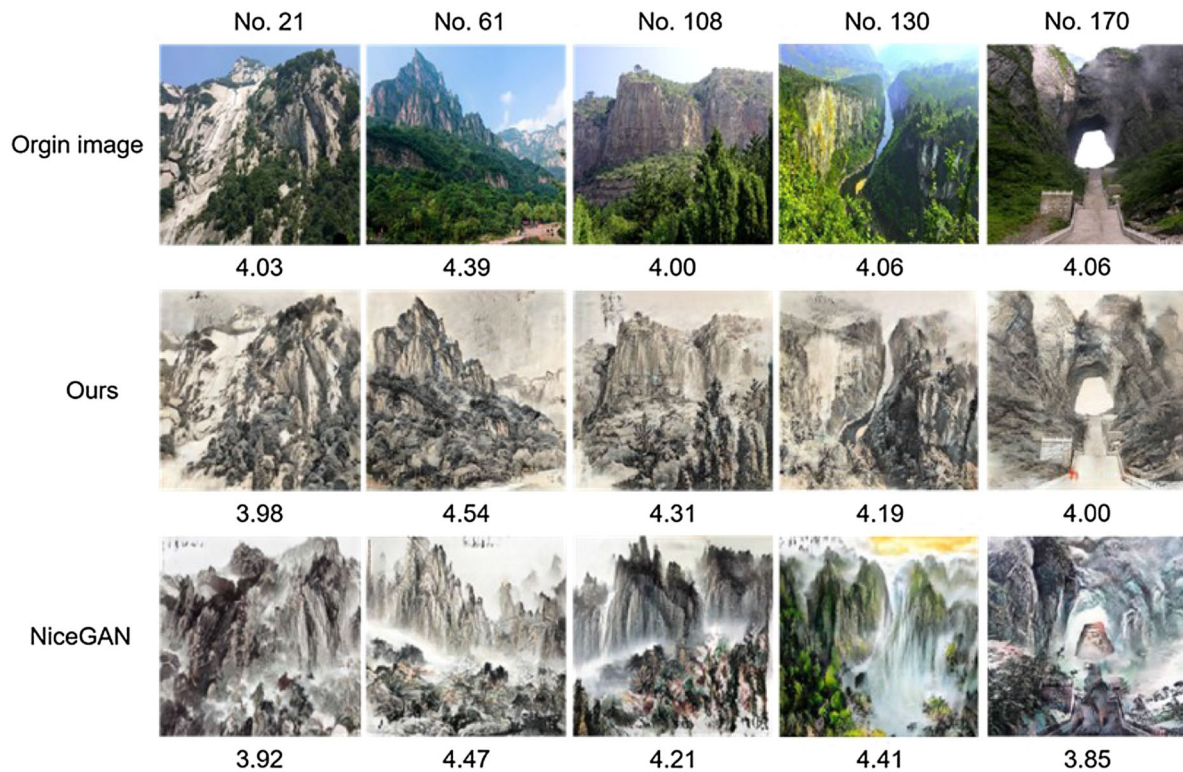 No. 21 No. 61 No. 108 No. 130 No. 170
Orgin image
4.03 4.39 4.00 4.06 4.06
Ours
3.98 4.54 4.31 4.19 4.00
NiceGAN
3.92 4.47 4.21 4.41 3.85